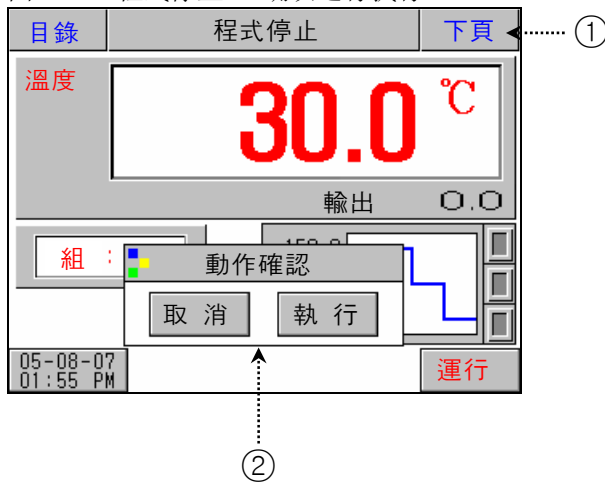 目錄 程式停止 下頁 ①
溫度
30.0 ℃
輸出 0.0
組 :
動作確認
取 消 執 行
05-08-07
01:55 PM
運行
②